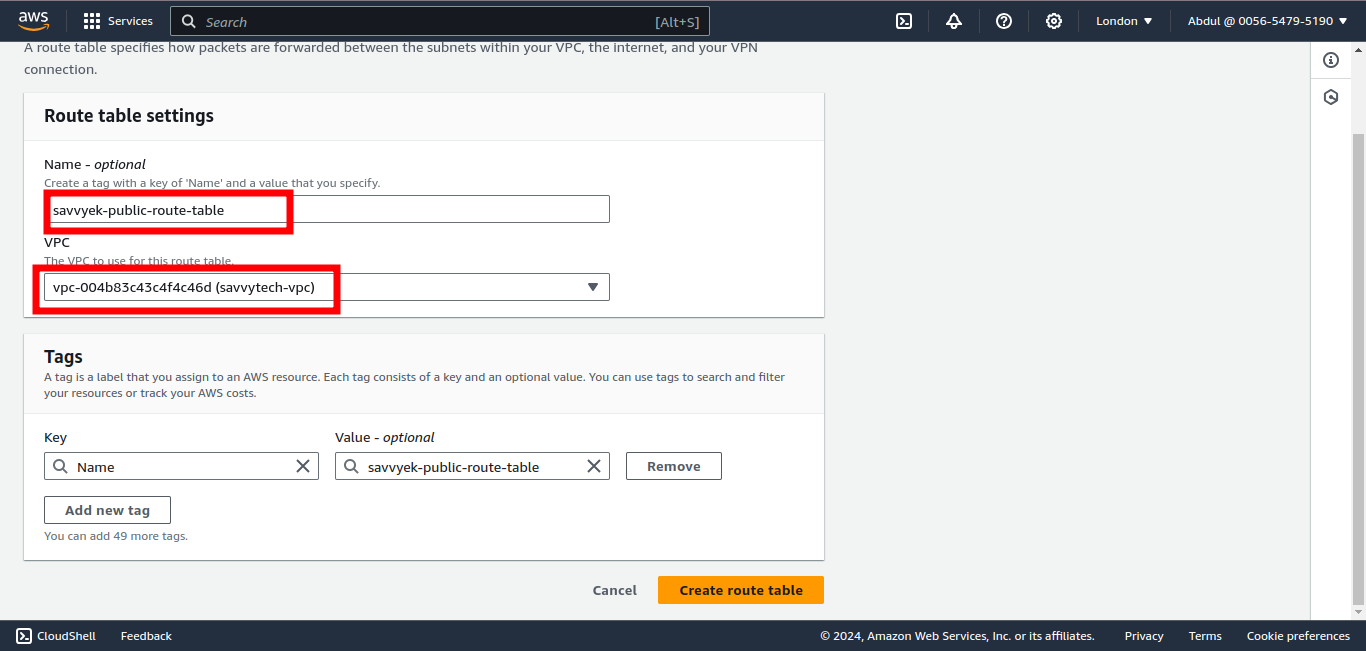 aws
Services
Search
[Alt+S]
London
Abdul @ 0056-5479-5190
A route table specifies how packets are forwarded between the subnets within your VPC, the internet, and your VPN
connection.
Route table settings
Name - optional
Create a tag with a key of 'Name' and a value that you specify.
savvyek-public-route-table
VPC
The VPC to use for this route table.
vpc-004b83c43c4f4c46d (savvytech-vpc)
Tags
A tag is a label that you assign to an AWS resource. Each tag consists of a key and an optional value. You can use tags to search and filter
your resources or track your AWS costs.
Key
Value - optional
Name
savvyek-public-route-table
Remove
Add new tag
You can add 49 more tags.
Cancel
Create route table
CloudShell
Feedback
© 2024, Amazon Web Services, Inc. or its affiliates.
Privacy
Terms
Cookie preferences